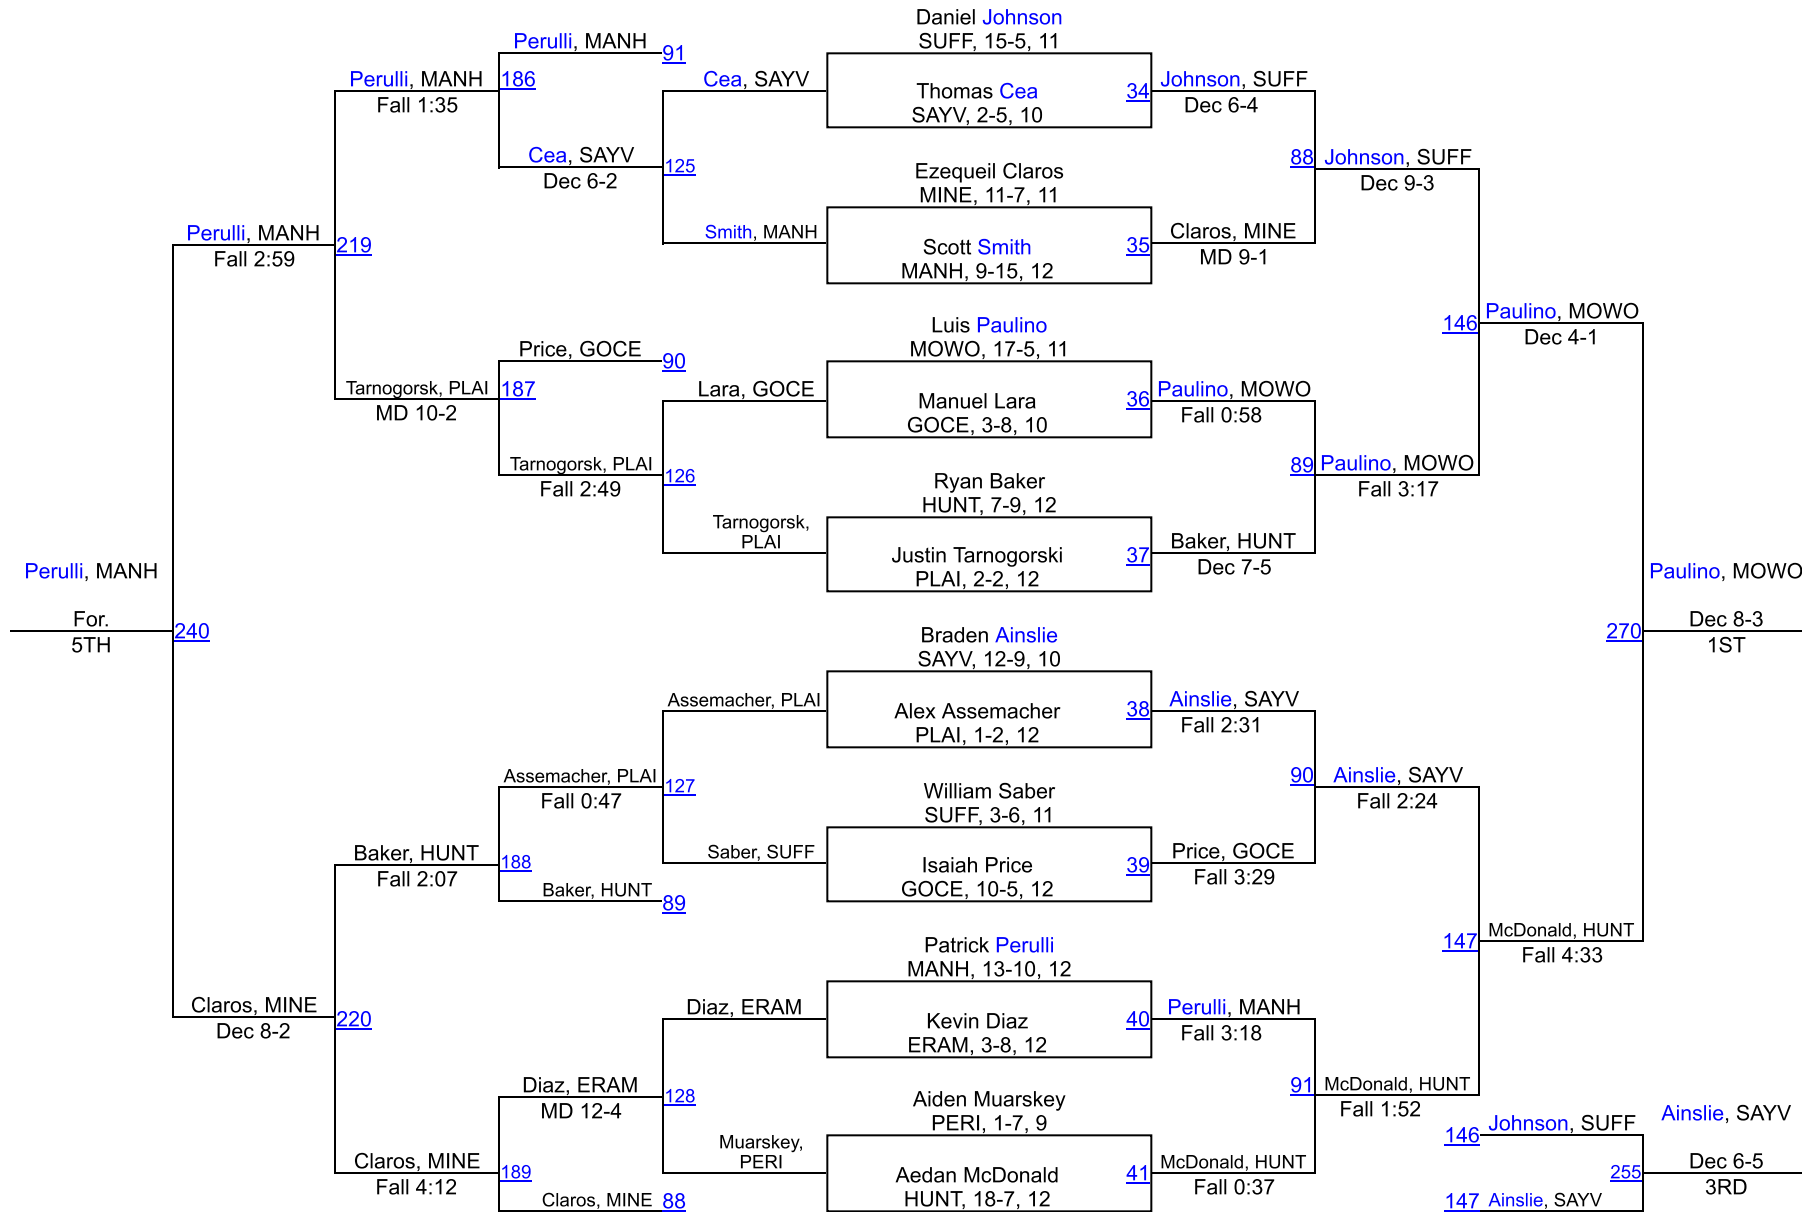 Daniel Johnson
SUFF, 15-5, 11
Perulli, MANH
91
Perulli, MANH
186
Fall 1:35
Cea, SAYV
Thomas Cea
SAYV, 2-5, 10
34
Johnson, SUFF
Dec 6-4
Cea, SAYV
Dec 6-2
125
88
Johnson, SUFF
Dec 9-3
Ezequeil Claros
MINE, 11-7, 11
Perulli, MANH
Fall 2:59
219
Smith, MANH
Scott Smith
MANH, 9-15, 12
35
Claros, MINE
MD 9-1
Luis Paulino
MOWO, 17-5, 11
146
Paulino, MOWO
Dec 4-1
Price, GOCE
90
Tarnogorsk, PLAI
187
MD 10-2
Lara, GOCE
Manuel Lara
GOCE, 3-8, 10
36
Paulino, MOWO
Fall 0:58
Tarnogorsk, PLAI
Fall 2:49
126
89
Paulino, MOWO
Fall 3:17
Ryan Baker
HUNT, 7-9, 12
Tarnogorsk,
PLAI
Justin Tarnogorski
PLAI, 2-2, 12
37
Baker, HUNT
Dec 7-5
Perulli, MANH
For.
5TH
240
Paulino, MOWO
270
Dec 8-3
1ST
Braden Ainslie
SAYV, 12-9, 10
Assemacher, PLAI
Alex Assemacher
PLAI, 1-2, 12
38
Ainslie, SAYV
Fall 2:31
Assemacher, PLAI
Fall 0:47
127
90
Ainslie, SAYV
Fall 2:24
William Saber
SUFF, 3-6, 11
Baker, HUNT
Fall 2:07
188
Saber, SUFF
Isaiah Price
GOCE, 10-5, 12
39
Price, GOCE
Fall 3:29
Baker, HUNT
89
Patrick Perulli
MANH, 13-10, 12
147
McDonald, HUNT
Fall 4:33
Claros, MINE
Dec 8-2
220
Diaz, ERAM
Kevin Diaz
ERAM, 3-8, 12
40
Perulli, MANH
Fall 3:18
Diaz, ERAM
MD 12-4
128
91
McDonald, HUNT
Fall 1:52
Aiden Muarskey
PERI, 1-7, 9
Muarskey,
PERI
Claros, MINE
Fall 4:12
189
Aedan McDonald
HUNT, 18-7, 12
41
McDonald, HUNT
Fall 0:37
Claros, MINE
88
146
Johnson, SUFF
Ainslie, SAYV
255
Dec 6-5
3RD
147
Ainslie, SAYV